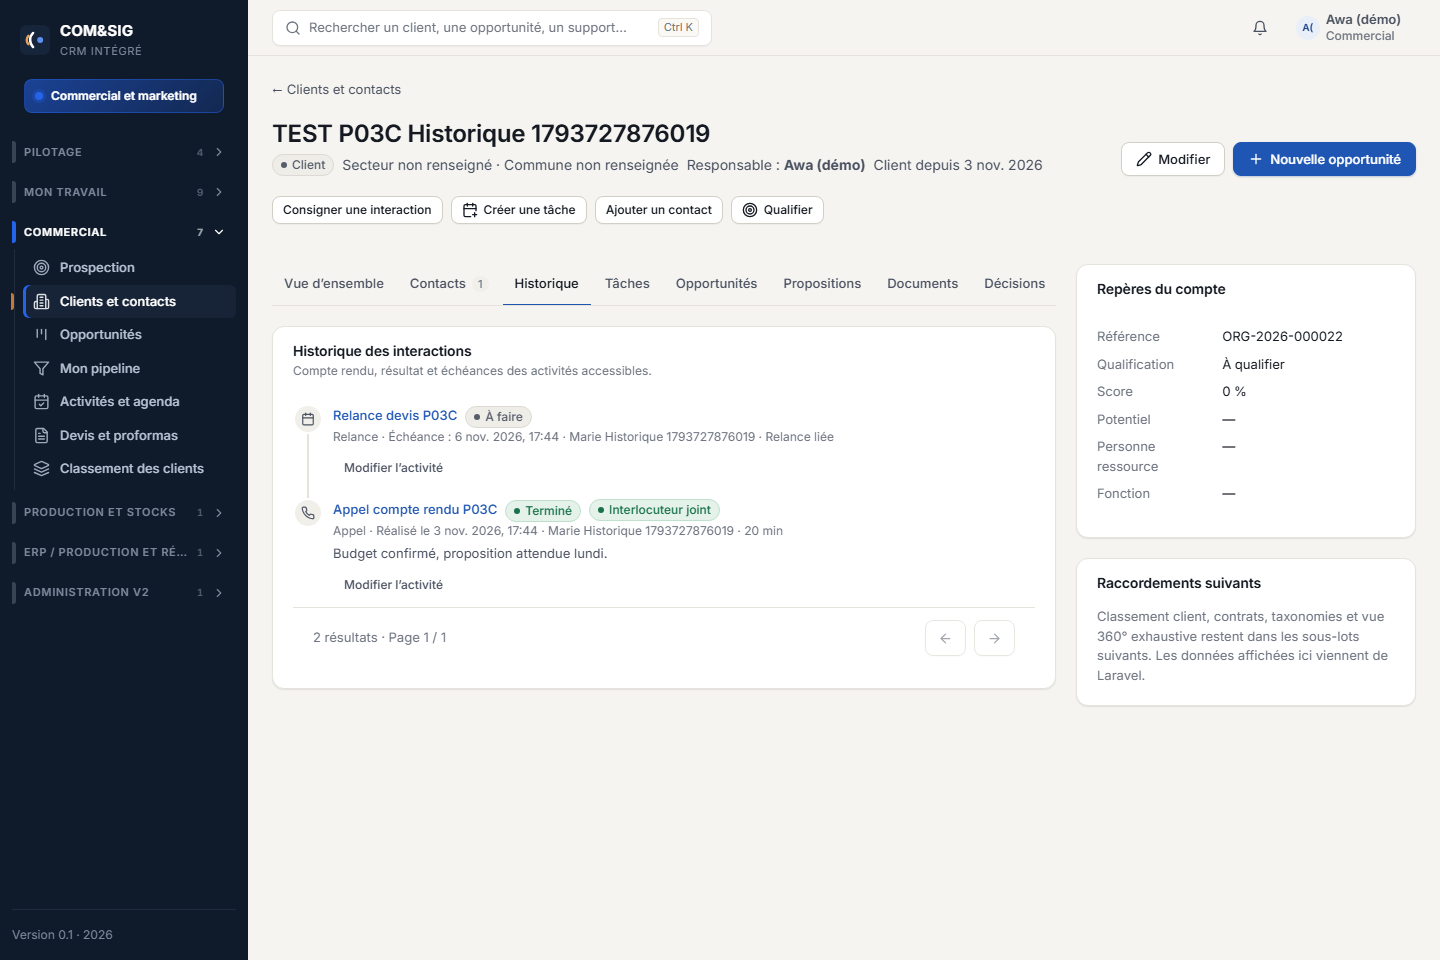 COM&SIG
CRM INTÉGRÉ
Commercial et marketing
PILOTAGE 4
MON TRAVAIL 9
COMMERCIAL 7
Prospection
Clients et contacts
Opportunités
Mon pipeline
Activités et agenda
Devis et proformas
Classement des clients
PRODUCTION ET STOCKS 1
ERP / PRODUCTION ET RÉ... 1
ADMINISTRATION V2 1
Version 0.1 · 2026
Rechercher un client, une opportunité, un support... Ctrl K
A( Awa (démo)
Commercial
← Clients et contacts
TEST P03C Historique 1793727876019
Client Secteur non renseigné · Commune non renseignée Responsable : Awa (démo) Client depuis 3 nov. 2026
Modifier
Nouvelle opportunité
Consigner une interaction
Créer une tâche
Ajouter un contact
Qualifier
Vue d’ensemble Contacts 1 Historique Tâches Opportunités Propositions Documents Décisions
Historique des interactions
Compte rendu, résultat et échéances des activités accessibles.
Relance devis P03C À faire
Relance · Échéance : 6 nov. 2026, 17:44 · Marie Historique 1793727876019 · Relance liée
Modifier l’activité
Appel compte rendu P03C Terminé Interlocuteur joint
Appel · Réalisé le 3 nov. 2026, 17:44 · Marie Historique 1793727876019 · 20 min
Budget confirmé, proposition attendue lundi.
Modifier l’activité
2 résultats · Page 1 / 1
← →
Repères du compte
Référence ORG-2026-000022
Qualification À qualifier
Score 0 %
Potentiel —
Personne ressource —
Fonction —
Raccordements suivants
Classement client, contrats, taxonomies et vue
360° exhaustive restent dans les sous-lots
suivants. Les données affichées ici viennent de
Laravel.